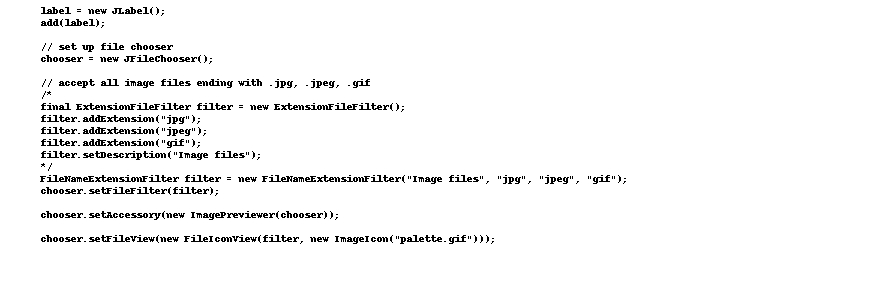 label = new JLabel();
add(label);
// set up file chooser
chooser = new JFileChooser();
// accept all image files ending with .jpg, .jpeg, .gif
/*
final ExtensionFileFilter filter = new ExtensionFileFilter();
filter.addExtension("jpg");
filter.addExtension("jpeg");
filter.addExtension("gif");
filter.setDescription("Image files");
*/
FileNameExtensionFilter filter = new FileNameExtensionFilter("Image files", "jpg", "jpeg", "gif");
chooser.setFileFilter(filter);
chooser.setAccessory(new ImagePreviewer(chooser));
chooser.setFileView(new FileIconView(filter, new ImageIcon("palette.gif")));